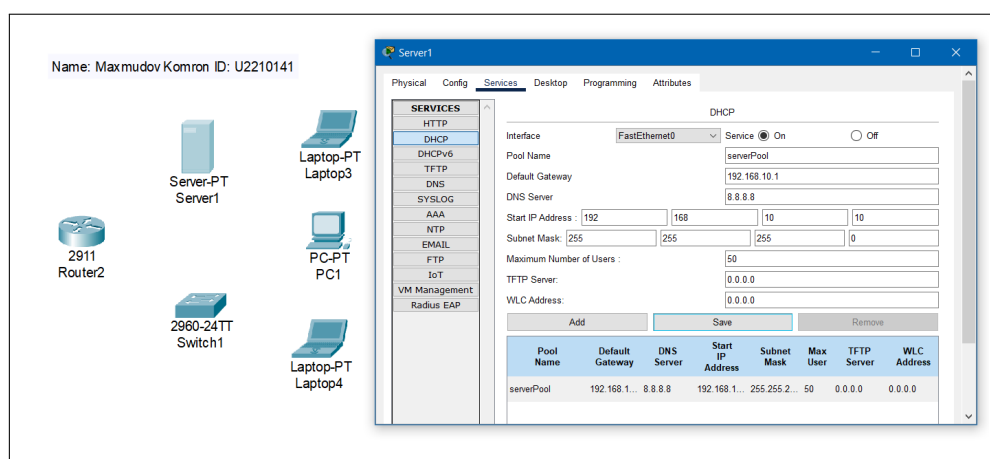 Name: Maxmudov Komron ID: U2210141
Server-PT
Server1
Laptop-PT
Laptop3
2911
Router2
PC-PT
PC1
2960-24TT
Switch1
Laptop-PT
Laptop4
Server1
Physical Config Services Desktop Programming Attributes
SERVICES
HTTP
DHCP
DHCPv6
TFTP
DNS
SYSLOG
AAA
NTP
EMAIL
FTP
IoT
VM Management
Radius EAP
DHCP
Interface FastEthernet0 Service On Off
Pool Name serverPool
Default Gateway 192.168.10.1
DNS Server 8.8.8.8
Start IP Address : 192 168 10 10
Subnet Mask: 255 255 255 0
Maximum Number of Users : 50
TFTP Server: 0.0.0.0
WLC Address: 0.0.0.0
Add Save Remove
Pool Name Default Gateway DNS Server Start IP Address Subnet Mask Max User TFTP Server WLC Address
serverPool 192.168.1... 8.8.8.8 192.168.1... 255.255.2... 50 0.0.0.0 0.0.0.0